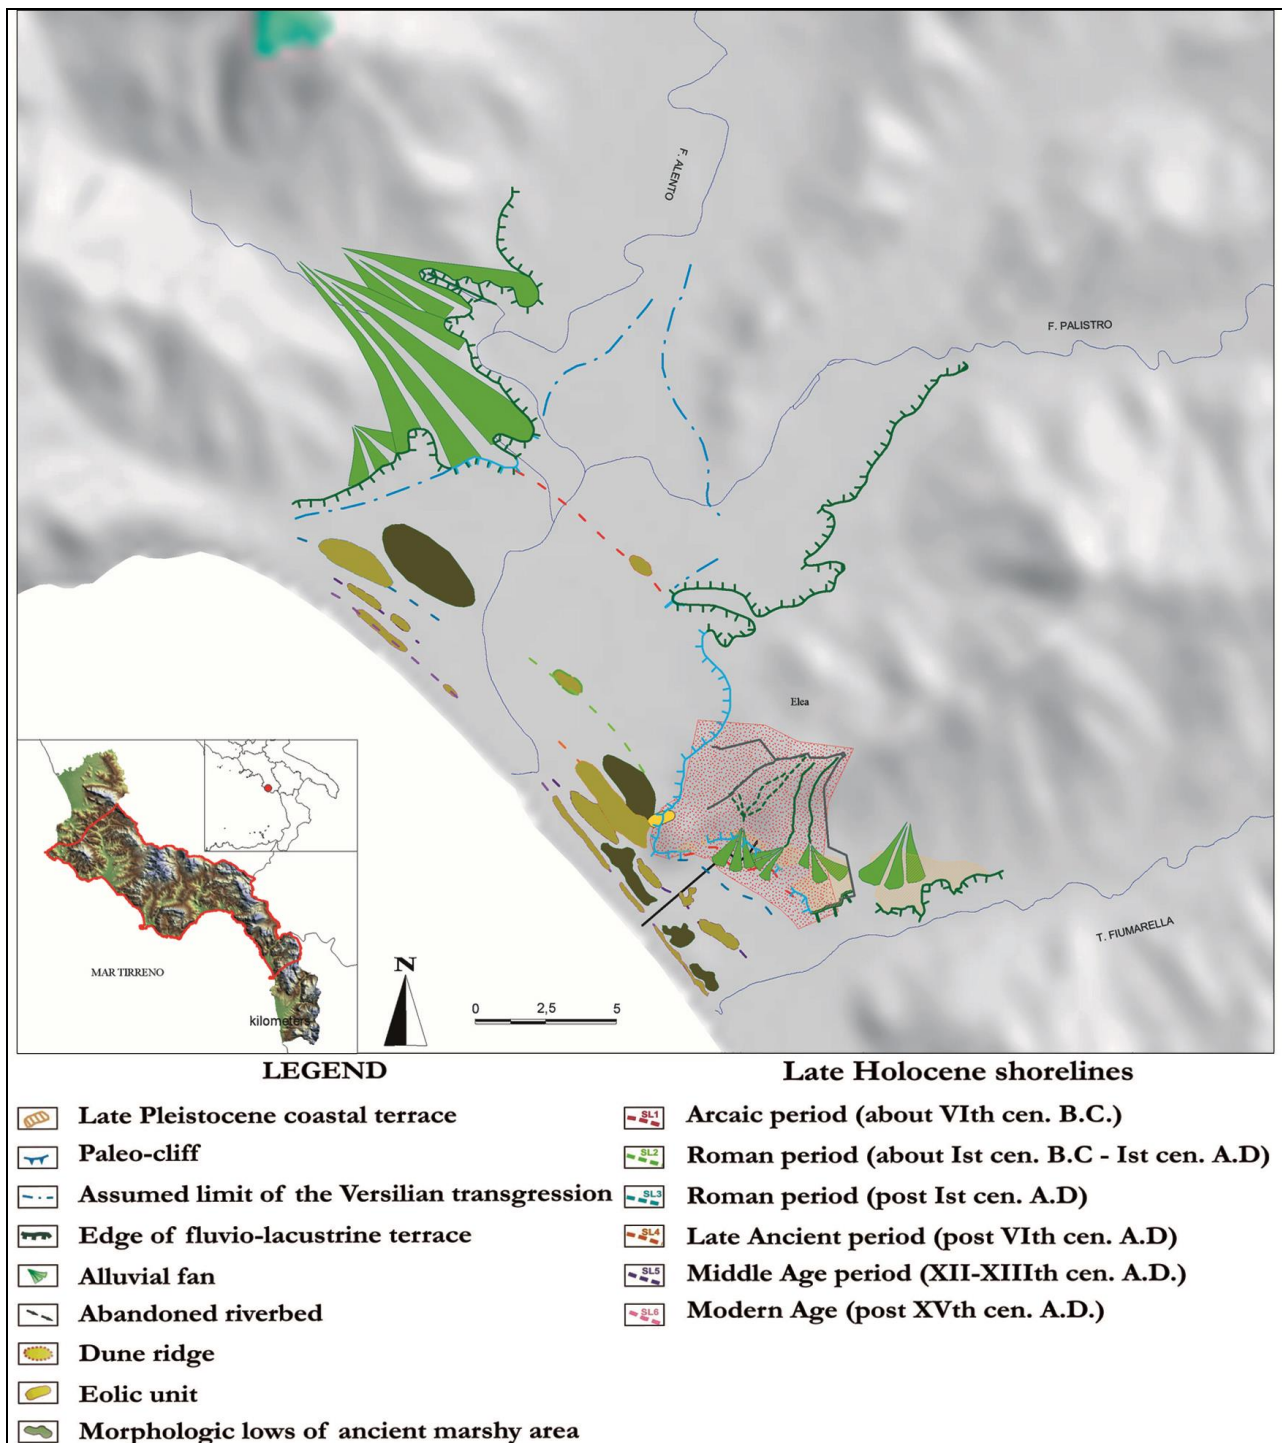 F. ALENTO
F. PALISTRO
Elea
T. FIUMARELLA
MAR TIRRENO
kilometers
N
0 2,5 5
LEGEND
Late Pleistocene coastal terrace
Paleo-cliff
Assumed limit of the Versilian transgression
Edge of fluvio-lacustrine terrace
Alluvial fan
Abandoned riverbed
Dune ridge
Eolic unit
Morphologic lows of ancient marshy area
Late Holocene shorelines
SL1 Arcaic period (about VIth cen. B.C.)
SL2 Roman period (about Ist cen. B.C - Ist cen. A.D)
SL3 Roman period (post Ist cen. A.D)
SL4 Late Ancient period (post VIth cen. A.D)
SL5 Middle Age period (XII-XIIIth cen. A.D.)
SL6 Modern Age (post XVth cen. A.D.)